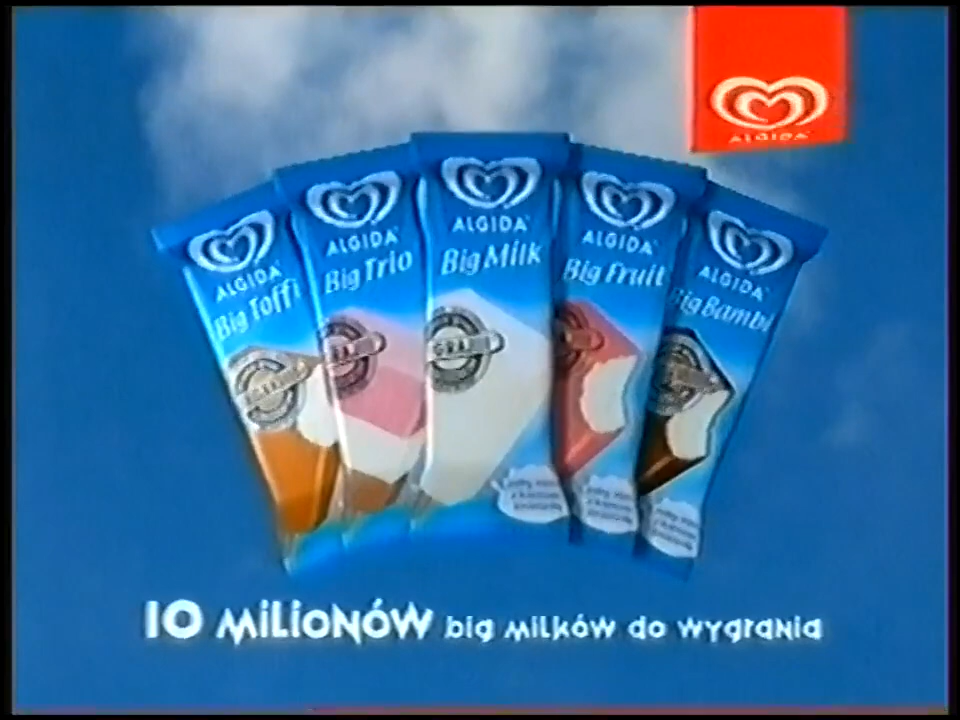 ALGIDA
ALGIDA
Big Toffi
ALGIDA
Big Trio
ALGIDA
Big Milk
ALGIDA
Big Fruit
ALGIDA
Big Bambi
GRA
10 MiLioNÓW big milków do wygrania